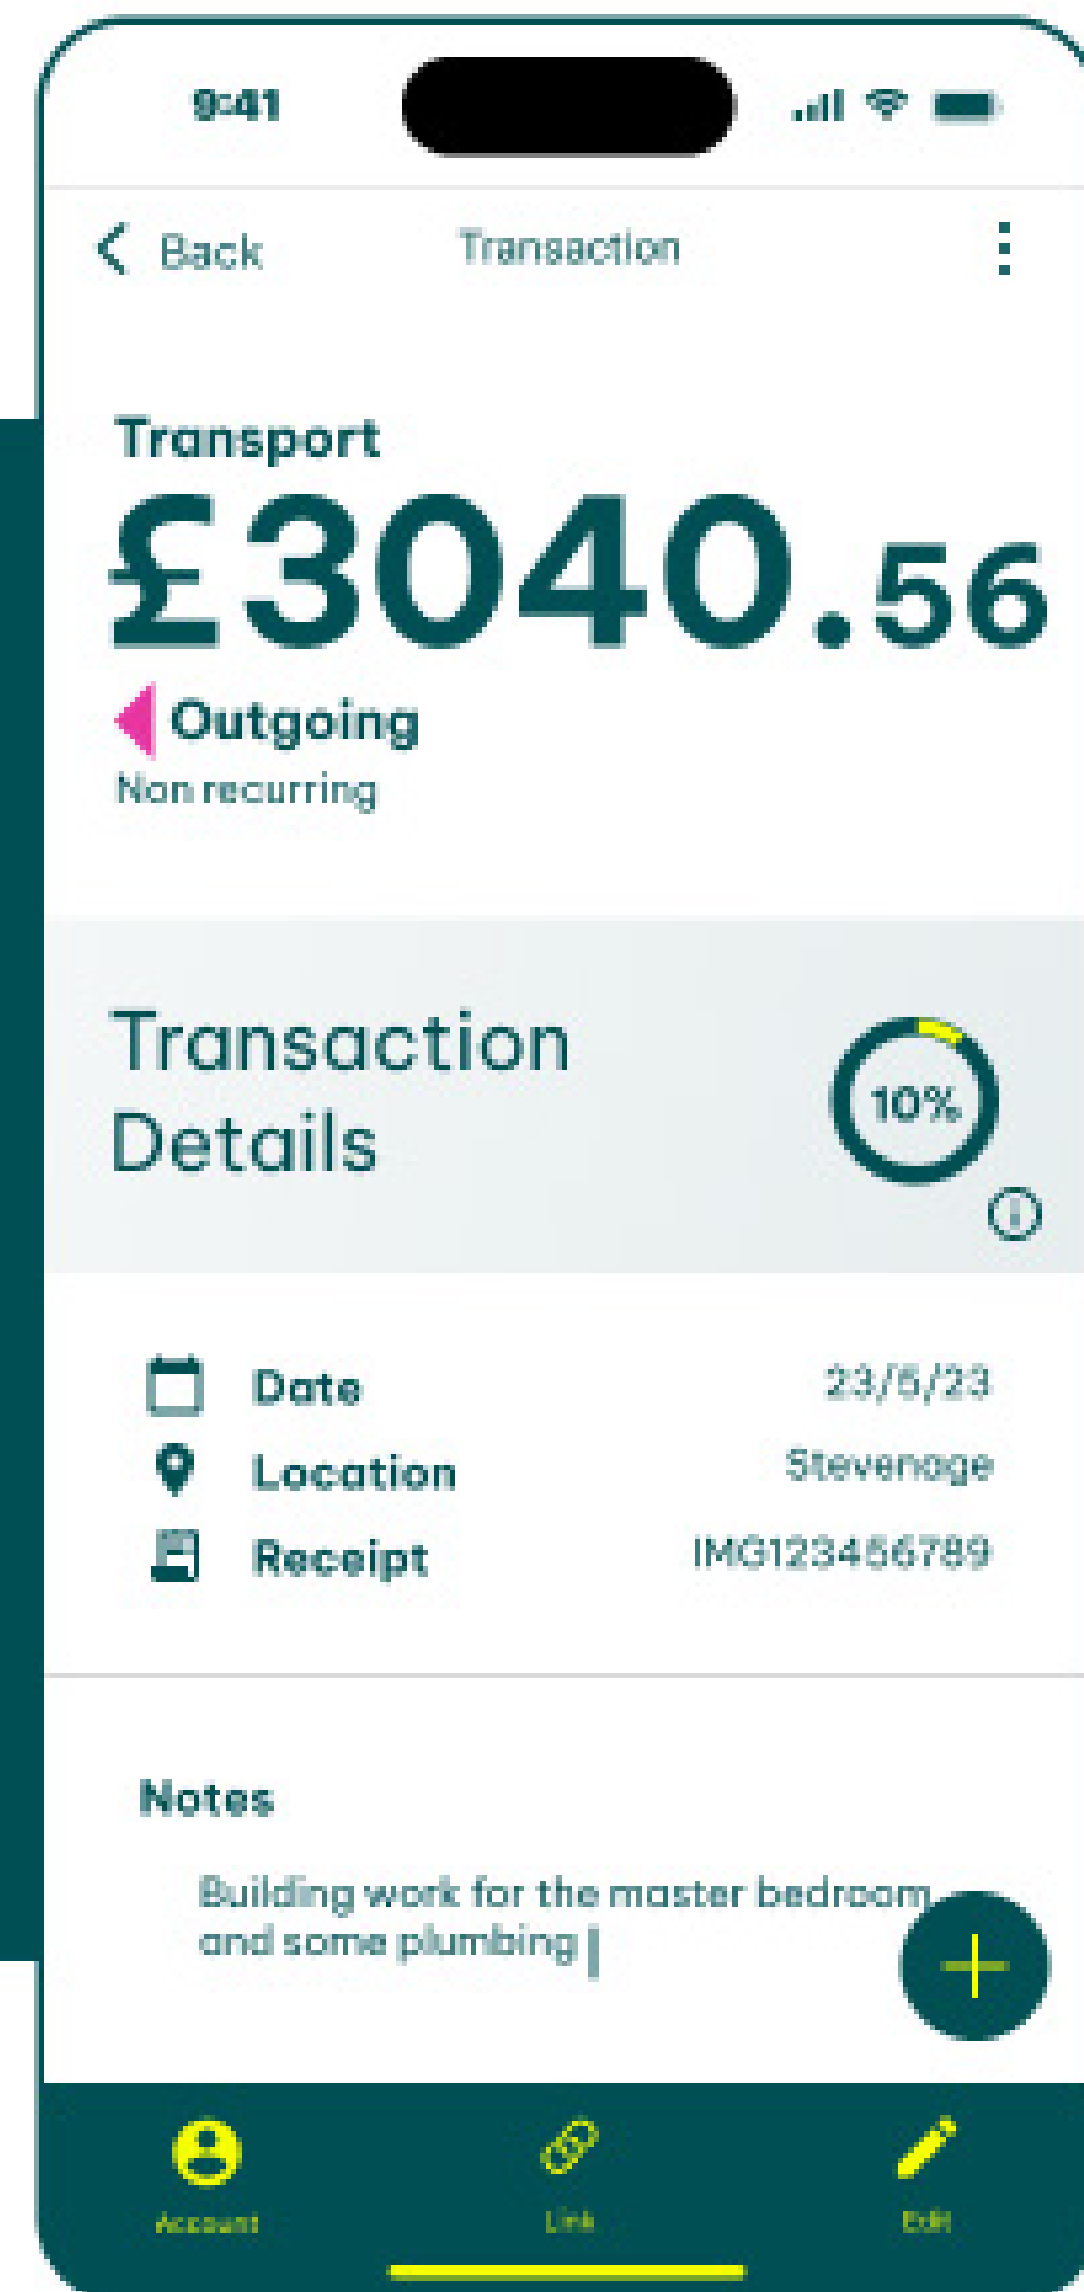 9:41
Back
Transaction
Transport
£3040.56
Outgoing
Non recurring
Transaction
Details
10%
Date
23/5/23
Location
Stevenage
Receipt
IMG123456789
Notes
Building work for the master bedroom
and some plumbing
Account
Link
Edit